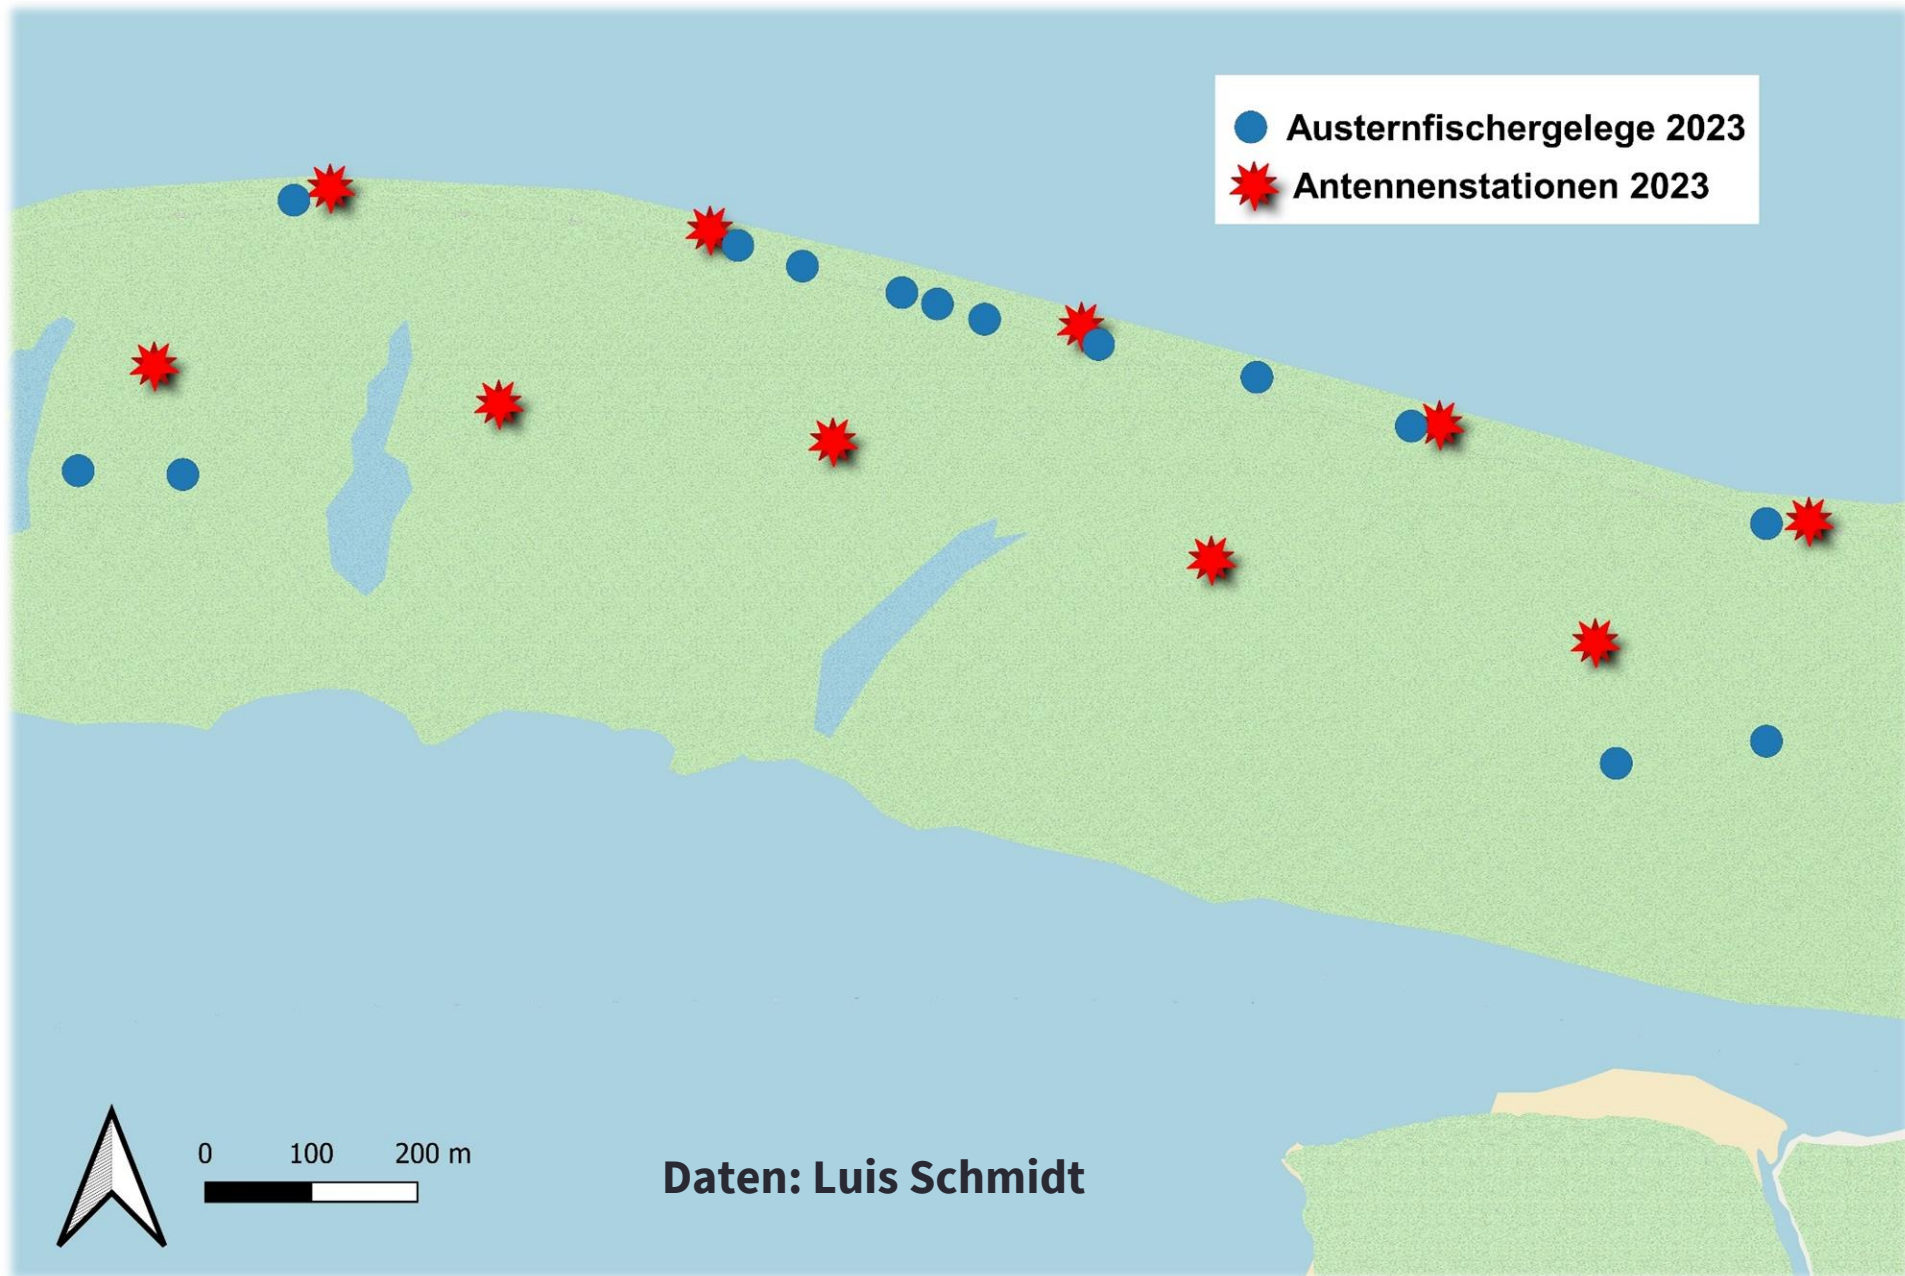 Austernfischergelege 2023
Antennenstationen 2023
0 100 200 m
Daten: Luis Schmidt